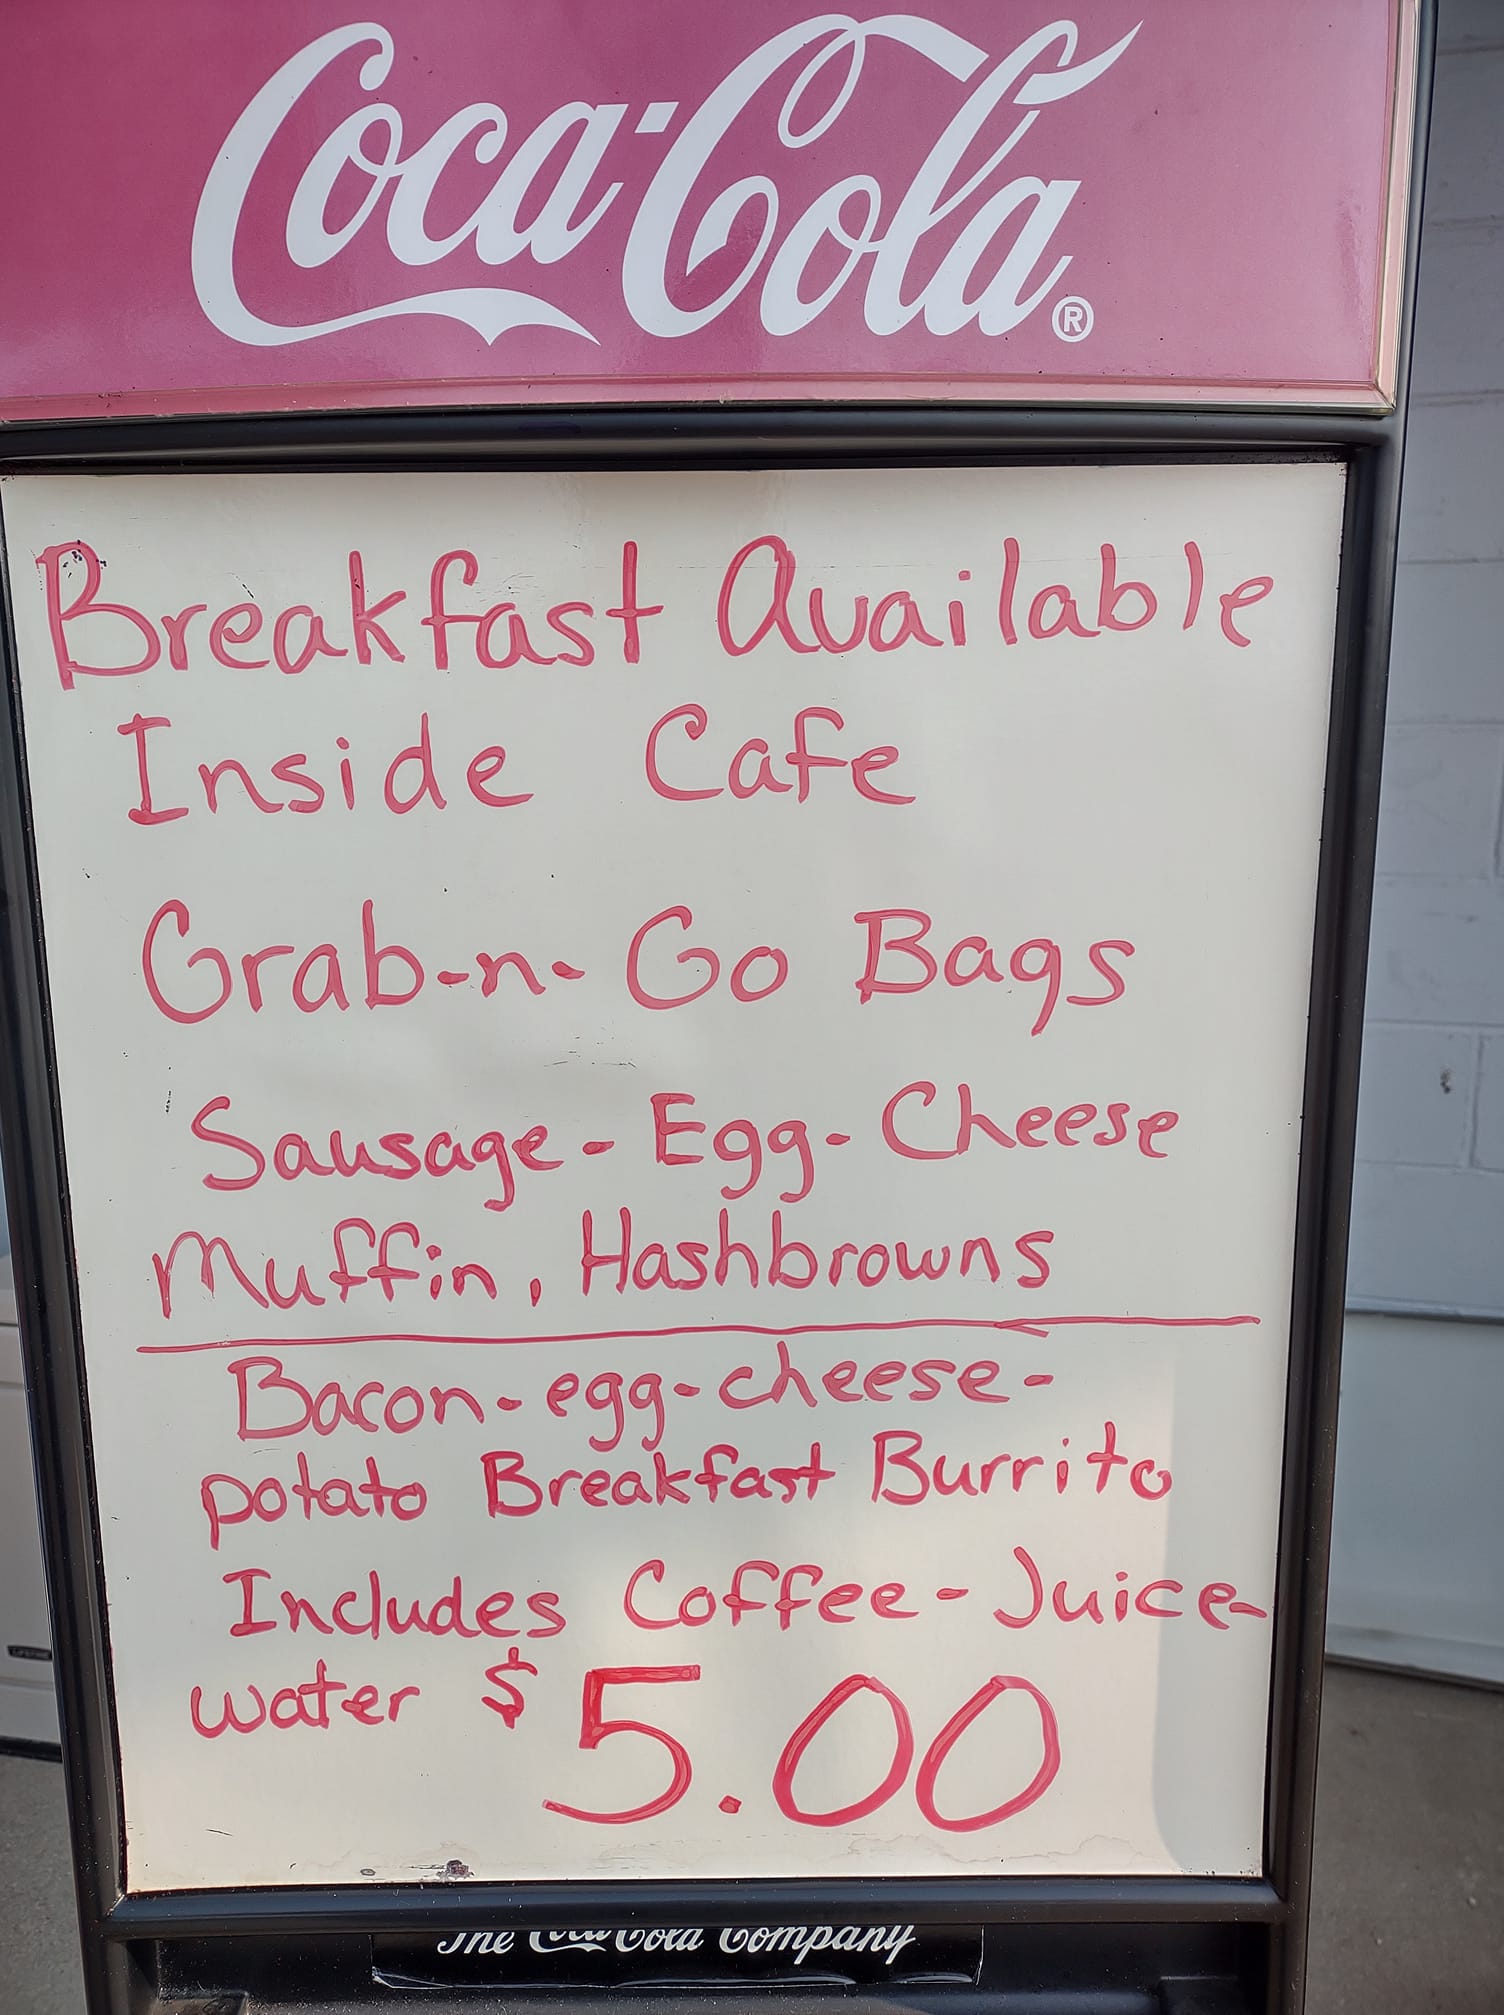 Coca-Cola®
Breakfast Available
Inside Cafe
Grab-n-Go Bags
Sausage-Egg-Cheese
Muffin, Hashbrowns
Bacon-egg-cheese-
potato Breakfast Burrito
Includes Coffee-Juice-
water $5.00
The Coca-Cola Company